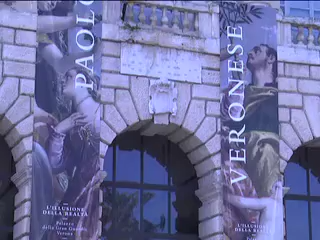 PAOLO
L'ILLUSIONE
DELLA REALTÀ
Palazzo
della Gran Guardia,
Verona
VERONESE
L'ILLUSIONE
DELLA REALTÀ